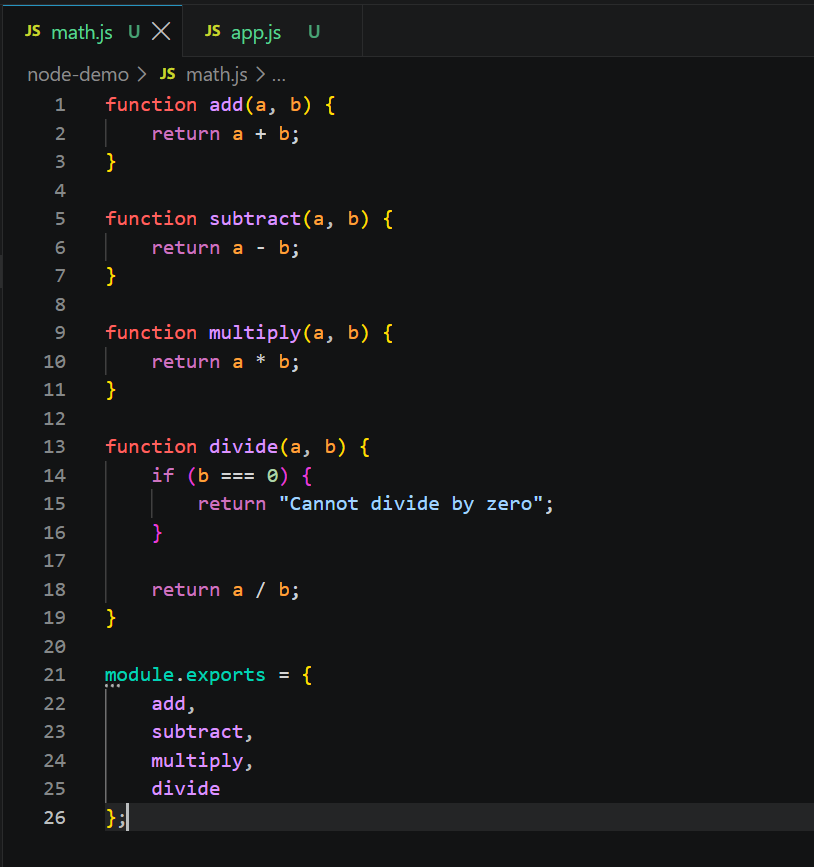 JS math.js U JS app.js U
node-demo > JS math.js > ...
1 function add(a, b) {
2     return a + b;
3 }
4
5 function subtract(a, b) {
6     return a - b;
7 }
8
9 function multiply(a, b) {
10     return a * b;
11 }
12
13 function divide(a, b) {
14     if (b === 0) {
15         return "Cannot divide by zero";
16     }
17
18     return a / b;
19 }
20
21 module.exports = {
22     add,
23     subtract,
24     multiply,
25     divide
26 };